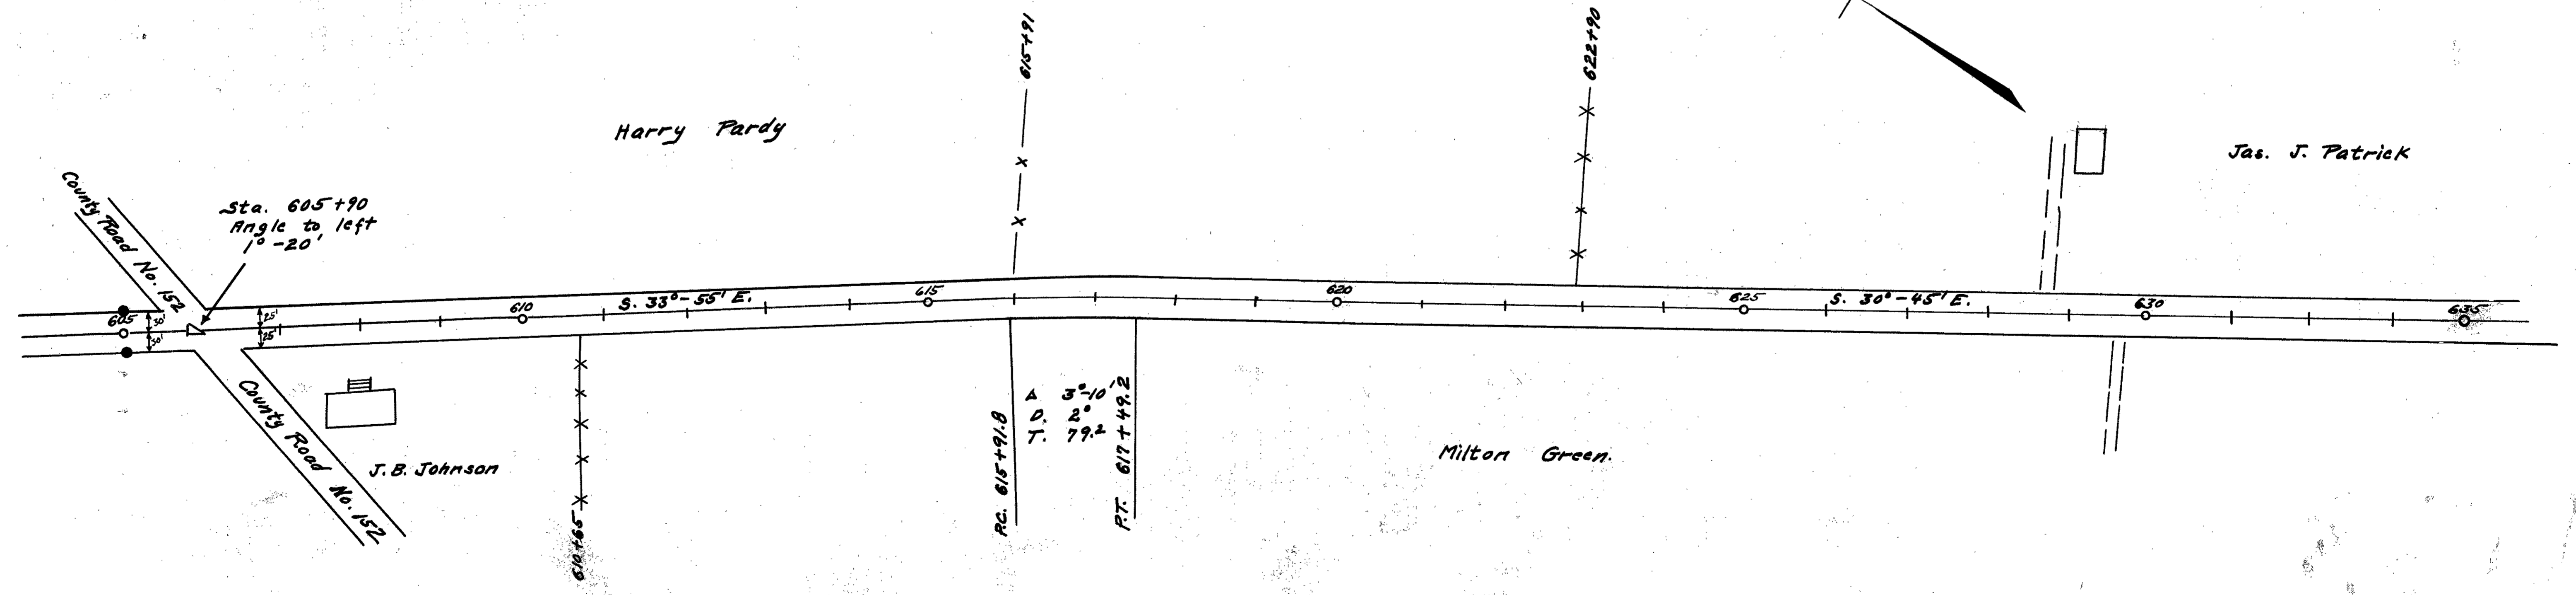 615+91
622+90
Harry Pardy
Jas. J. Patrick
County Road No. 152
Sta. 605+90
Angle to left
1°-20'
605
30'
30'
25'
25'
610
S. 33°-55' E.
615
620
625
S. 30°-45' E.
630
635
County Road No. 152
J. B. Johnson
610+65
P.C. 615+91.8
Δ 3°-10'
D. 2°
T. 79.2
P.T. 617+49.2
Milton Green.